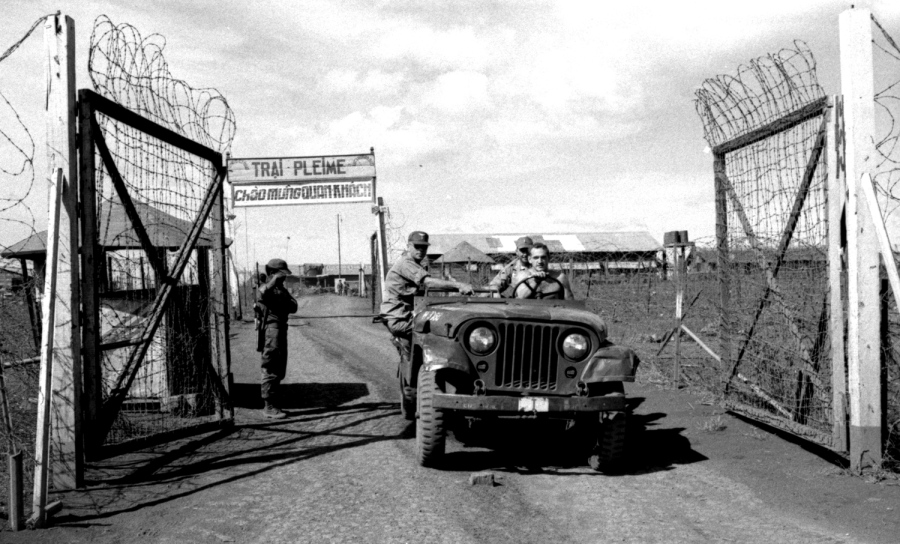 TRẠI PLEIME
CHÀO MỪNG QUAN KHÁCH